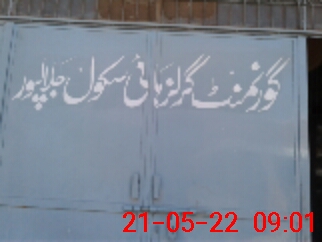 گورنمنٹ گرلز ہائی سکول جلالپور
21-05-22 09:01